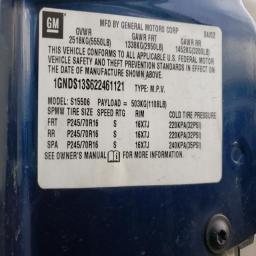 GM
MFD BY GENERAL MOTORS CORP
04/02
GVWR GAWR FRT GAWR RR
2518KG(5550LB) 1338KG(2950LB) 1452KG(3200LB)
THIS VEHICLE CONFORMS TO ALL APPLICABLE U.S. FEDERAL MOTOR
VEHICLE SAFETY AND THEFT PREVENTION STANDARDS IN EFFECT ON
THE DATE OF MANUFACTURE SHOWN ABOVE.
1GNDS13S622461121 TYPE: M.P.V.
MODEL: S15506 PAYLOAD = 503KG(1108LB)
SPMW TIRE SIZE SPEED RTG RIM COLD TIRE PRESSURE
FRT P245/70R16 S 16X7J 220KPA(32PSI)
RR P245/70R16 S 16X7J 220KPA(32PSI)
SPA P245/70R16 S 16X7J 240KPA(35PSI)
SEE OWNER'S MANUAL FOR MORE INFORMATION.